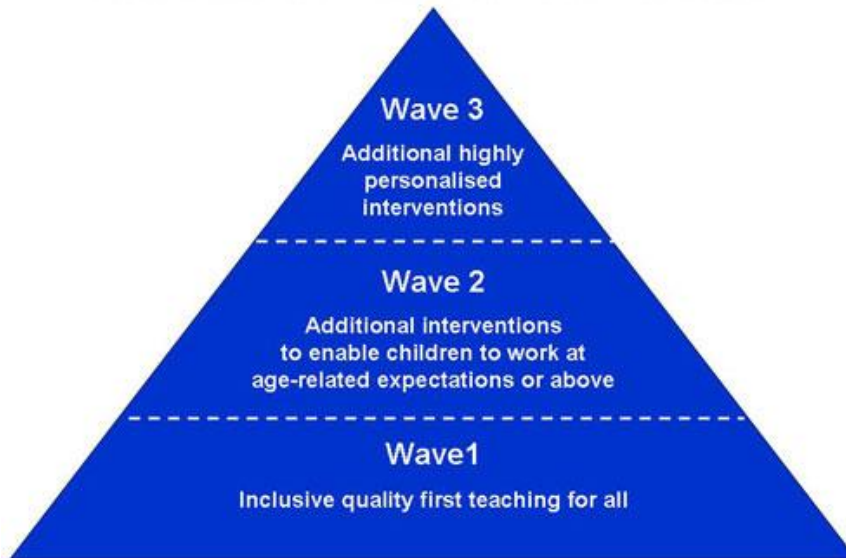 Wave 3
Additional highly
personalised
interventions
Wave 2
Additional interventions
to enable children to work at
age-related expectations or above
Wave1
Inclusive quality first teaching for all